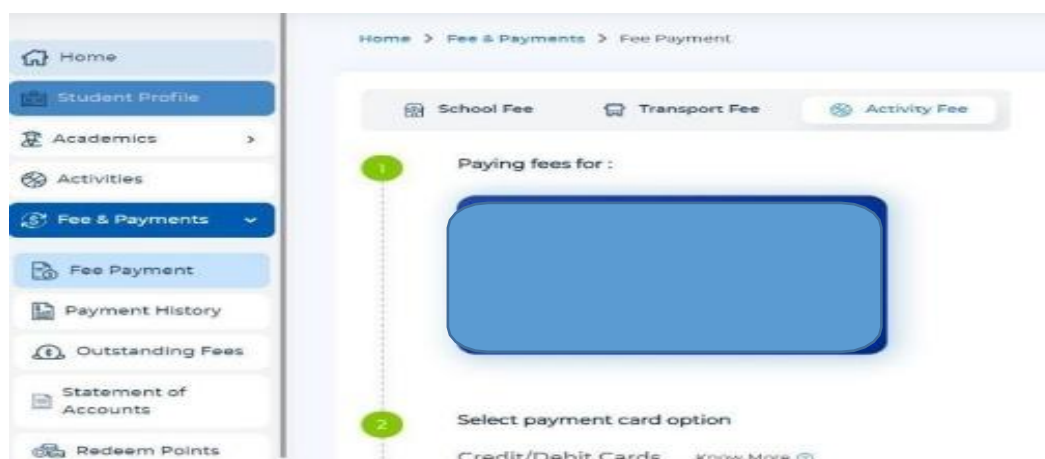 Home > Fee & Payments > Fee Payment
Home
Student Profile
Academics >
Activities
Fee & Payments
Fee Payment
Payment History
Outstanding Fees
Statement of
Accounts
Redeem Points
School Fee Transport Fee Activity Fee
1 Paying fees for :
2 Select payment card option
Credit/Debit Cards Know More